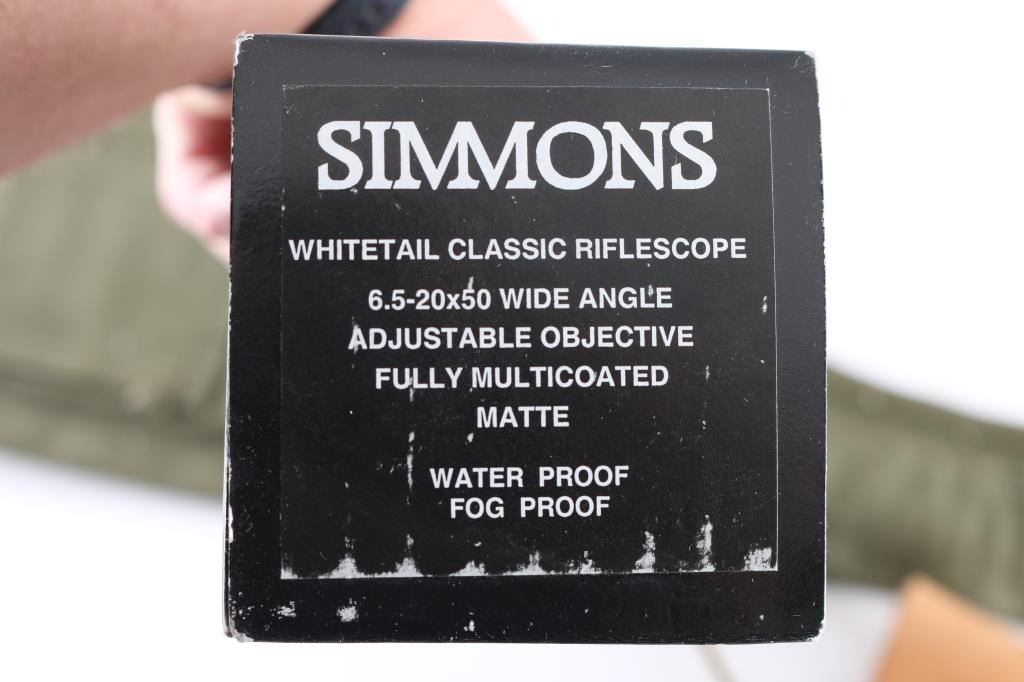 SIMMONS
WHITETAIL CLASSIC RIFLESCOPE
6.5-20x50 WIDE ANGLE
ADJUSTABLE OBJECTIVE
FULLY MULTICOATED
MATTE
WATER PROOF
FOG PROOF